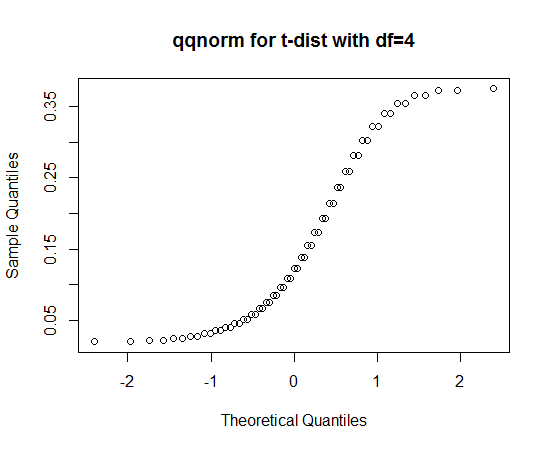 qqnorm for t-dist with df=4
Sample Quantiles
0.35
0.25
0.15
0.05
-2 -1 0 1 2
Theoretical Quantiles